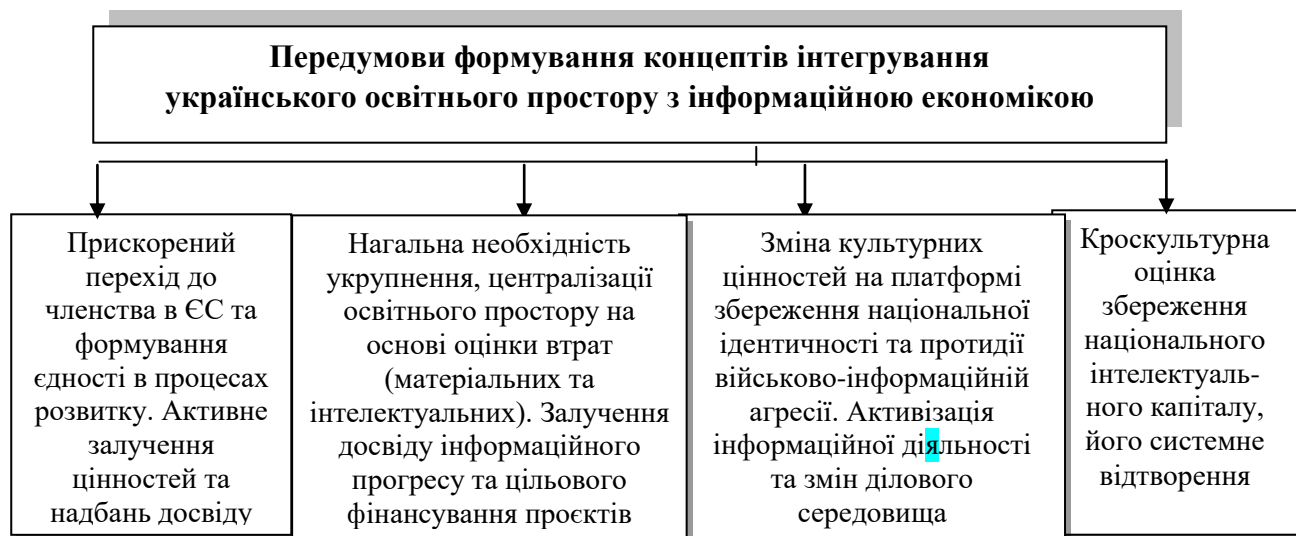 Передумови формування концептів інтегрування
українського освітнього простору з інформаційною економікою
Прискорений
перехід до
членства в ЄС та
формування
єдності в процесах
розвитку. Активне
залучення
цінностей та
надбань досвіду
Нагальна необхідність
укрупнення, централізації
освітнього простору на
основі оцінки втрат
(матеріальних та
інтелектуальних). Залучення
досвіду інформаційного
прогресу та цільового
фінансування проєктів
Зміна культурних
цінностей на платформі
збереження національної
ідентичності та протидії
військово-інформаційній
агресії. Активізація
інформаційної діяльності
та змін ділового
середовища
Кроскультурна
оцінка
збереження
національного
інтелектуаль-
ного капіталу,
його системне
відтворення